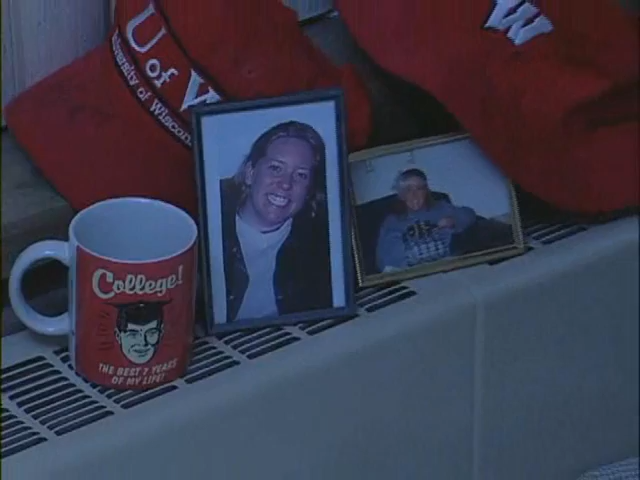 U of W
University of Wiscon
W
College!
THE BEST 7 YEARS
OF MY LIFE!